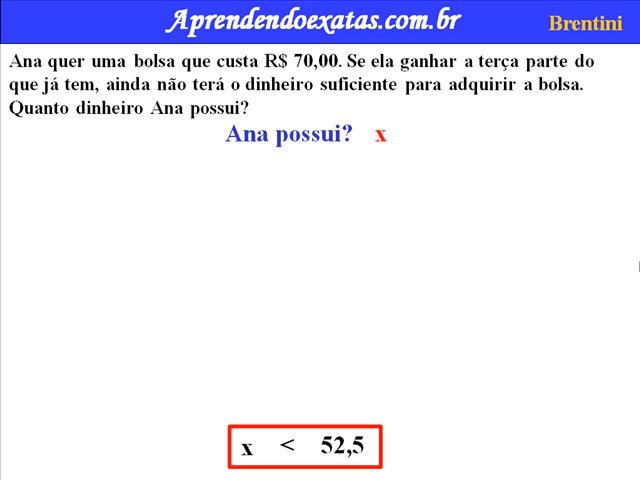 Aprendendoexatas.com.br
Brentini
Ana quer uma bolsa que custa R$ 70,00. Se ela ganhar a terça parte do
que já tem, ainda não terá o dinheiro suficiente para adquirir a bolsa.
Quanto dinheiro Ana possui?
Ana possui? x
x < 52,5